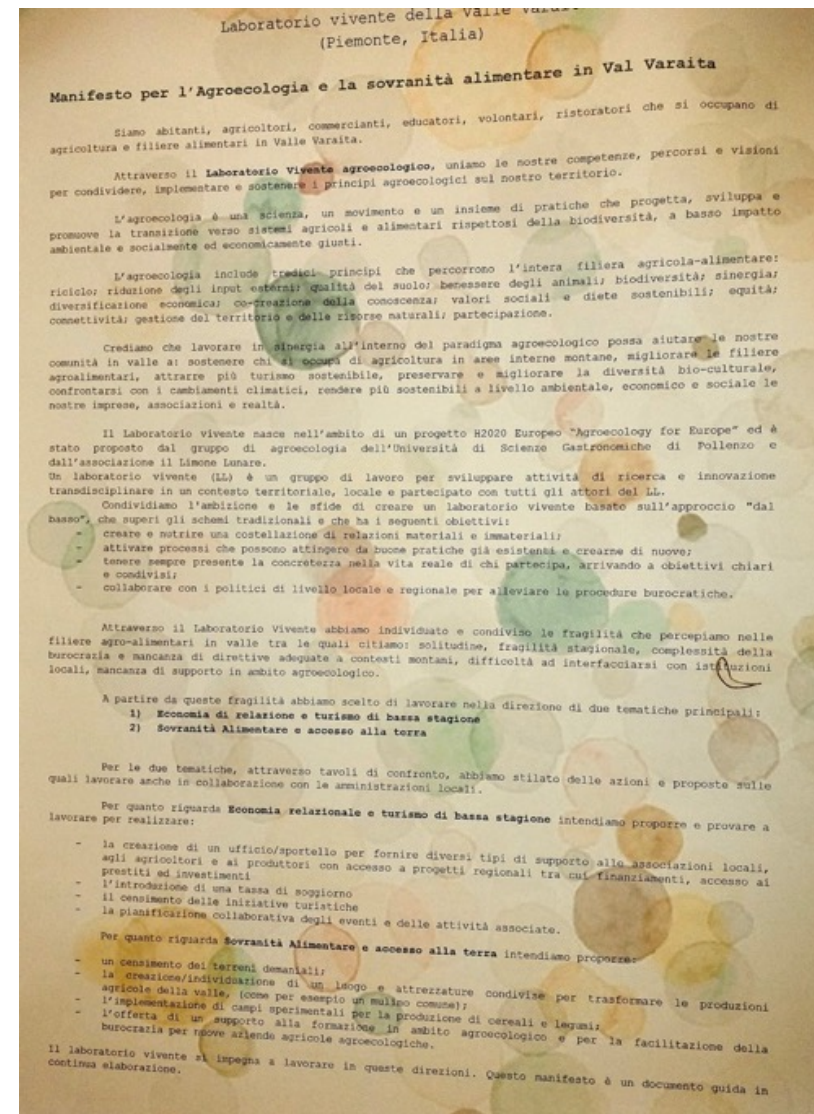 Laboratorio vivente della Valle Varaita
(Piemonte, Italia)
Manifesto per l'Agroecologia e la sovranità alimentare in Val Varaita
Siamo abitanti, agricoltori, commercianti, educatori, volontari, ristoratori che si occupano di
agricoltura e filiere alimentari in Valle Varaita.
Attraverso il Laboratorio Vivente agroecologico, uniamo le nostre competenze, percorsi e visioni
per condividere, implementare e sostenere i principi agroecologici sul nostro territorio.
L'agroecologia è una scienza, un movimento e un insieme di pratiche che progetta, sviluppa e
promuove la transizione verso sistemi agricoli e alimentari rispettosi della biodiversità, a basso impatto
ambientale e socialmente ed economicamente giusti.
L'agroecologia include tredici principi che percorrono l'intera filiera agricola-alimentare:
riciclo; riduzione degli input esterni; qualità del suolo; benessere degli animali; biodiversità; sinergia;
diversificazione economica; co-creazione della conoscenza; valori sociali e diete sostenibili; equità;
connettività; gestione del territorio e delle risorse naturali; partecipazione.
Crediamo che lavorare in sinergia all'interno del paradigma agroecologico possa aiutare le nostre
comunità in valle a: sostenere chi si occupa di agricoltura in aree interne montane, migliorare le filiere
agroalimentari, attrarre più turismo sostenibile, preservare e migliorare la diversità bio-culturale,
confrontarsi con i cambiamenti climatici, rendere più sostenibili a livello ambientale, economico e sociale le
nostre imprese, associazioni e realtà.
Il Laboratorio vivente nasce nell'ambito di un progetto H2020 Europeo "Agroecology for Europe" ed è
stato proposto dal gruppo di agroecologia dell'Università di Scienze Gastronomiche di Pollenzo e
dall'associazione il Limone Lunare.
Un laboratorio vivente (LL) è un gruppo di lavoro per sviluppare attività di ricerca e innovazione
transdisciplinare in un contesto territoriale, locale e partecipato con tutti gli attori del LL.
Condividiamo l'ambizione e le sfide di creare un laboratorio vivente basato sull'approccio "dal
basso", che superi gli schemi tradizionali e che ha i seguenti obiettivi:
- creare e nutrire una costellazione di relazioni materiali e immateriali;
- attivare processi che possono attingere da buone pratiche già esistenti e crearne di nuove;
- tenere sempre presente la concretezza nella vita reale di chi partecipa, arrivando a obiettivi chiari
e condivisi;
- collaborare con i politici di livello locale e regionale per alleviare le procedure burocratiche.
Attraverso il Laboratorio Vivente abbiamo individuato e condiviso le fragilità che percepiamo nelle
filiere agro-alimentari in valle tra le quali citiamo: solitudine, fragilità stagionale, complessità della
burocrazia e mancanza di direttive adeguate a contesti montani, difficoltà ad interfacciarsi con istituzioni
locali, mancanza di supporto in ambito agroecologico.
A partire da queste fragilità abbiamo scelto di lavorare nella direzione di due tematiche principali:
1) Economia di relazione e turismo di bassa stagione
2) Sovranità Alimentare e accesso alla terra
Per le due tematiche, attraverso tavoli di confronto, abbiamo stilato delle azioni e proposte sulle
quali lavorare anche in collaborazione con le amministrazioni locali.
Per quanto riguarda Economia relazionale e turismo di bassa stagione intendiamo proporre e provare a
lavorare per realizzare:
- la creazione di un ufficio/sportello per fornire diversi tipi di supporto alle associazioni locali,
agli agricoltori e ai produttori con accesso a progetti regionali tra cui finanziamenti, accesso ai
prestiti ed investimenti
- l'introduzione di una tassa di soggiorno
- il censimento delle iniziative turistiche
- la pianificazione collaborativa degli eventi e delle attività associate.
Per quanto riguarda Sovranità Alimentare e accesso alla terra intendiamo proporre:
- un censimento dei terreni demaniali;
- la creazione/individuazione di un luogo e attrezzature condivise per trasformare le produzioni
agricole della valle, (come per esempio un mulino comune);
- l'implementazione di campi sperimentali per la produzione di cereali e legumi;
- l'offerta di un supporto alla formazione in ambito agroecologico e per la facilitazione della
burocrazia per nuove aziende agricole agroecologiche.
Il laboratorio vivente si impegna a lavorare in queste direzioni. Questo manifesto è un documento guida in
continua elaborazione.